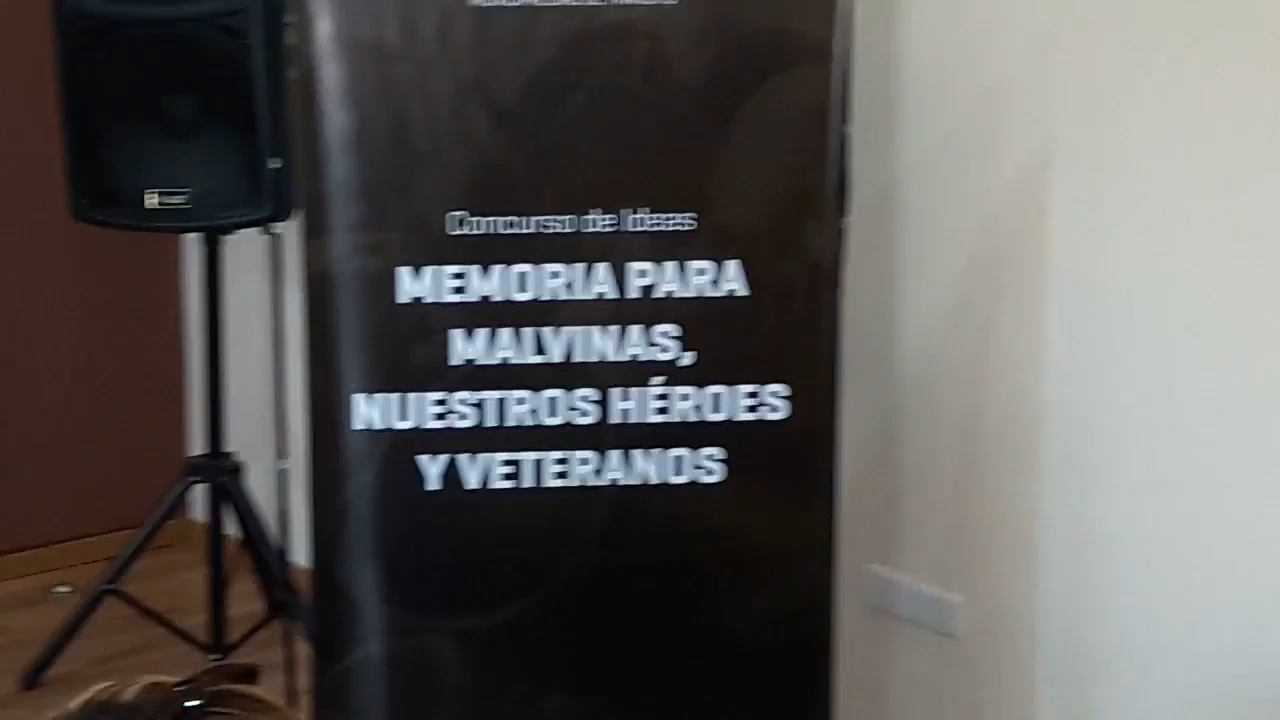 Concurso de Ideas
MEMORIA PARA
MALVINAS,
NUESTROS HÉROES
Y VETERANOS